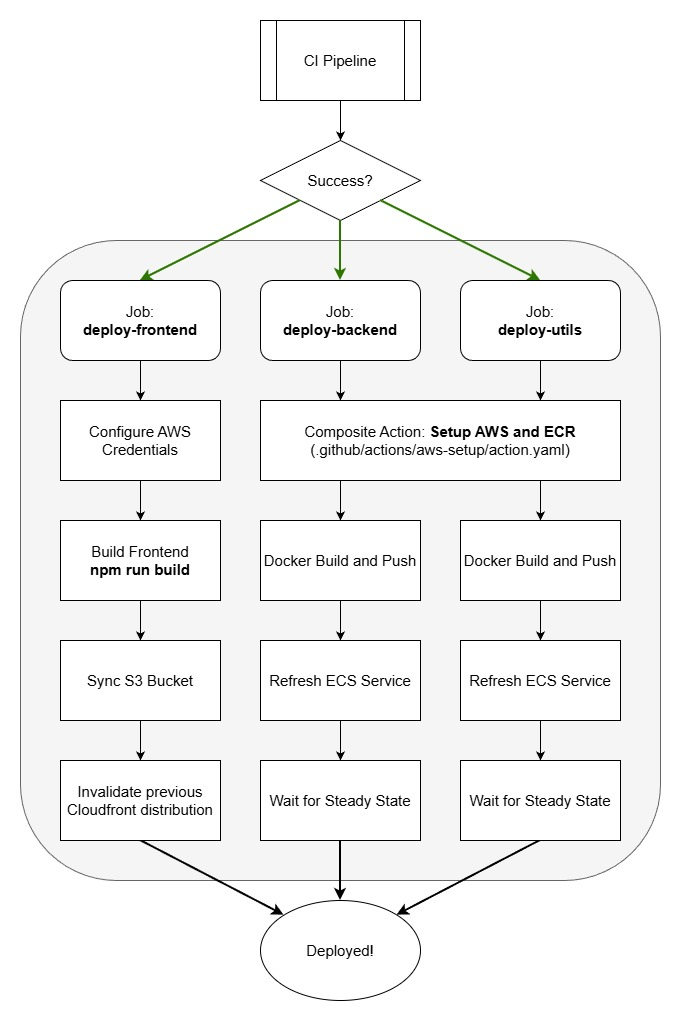 CI Pipeline
Success?
Job:
deploy-frontend
Job:
deploy-backend
Job:
deploy-utils
Configure AWS
Credentials
Composite Action: Setup AWS and ECR
(.github/actions/aws-setup/action.yaml)
Build Frontend
npm run build
Docker Build and Push
Docker Build and Push
Sync S3 Bucket
Refresh ECS Service
Refresh ECS Service
Invalidate previous
Cloudfront distribution
Wait for Steady State
Wait for Steady State
Deployed!